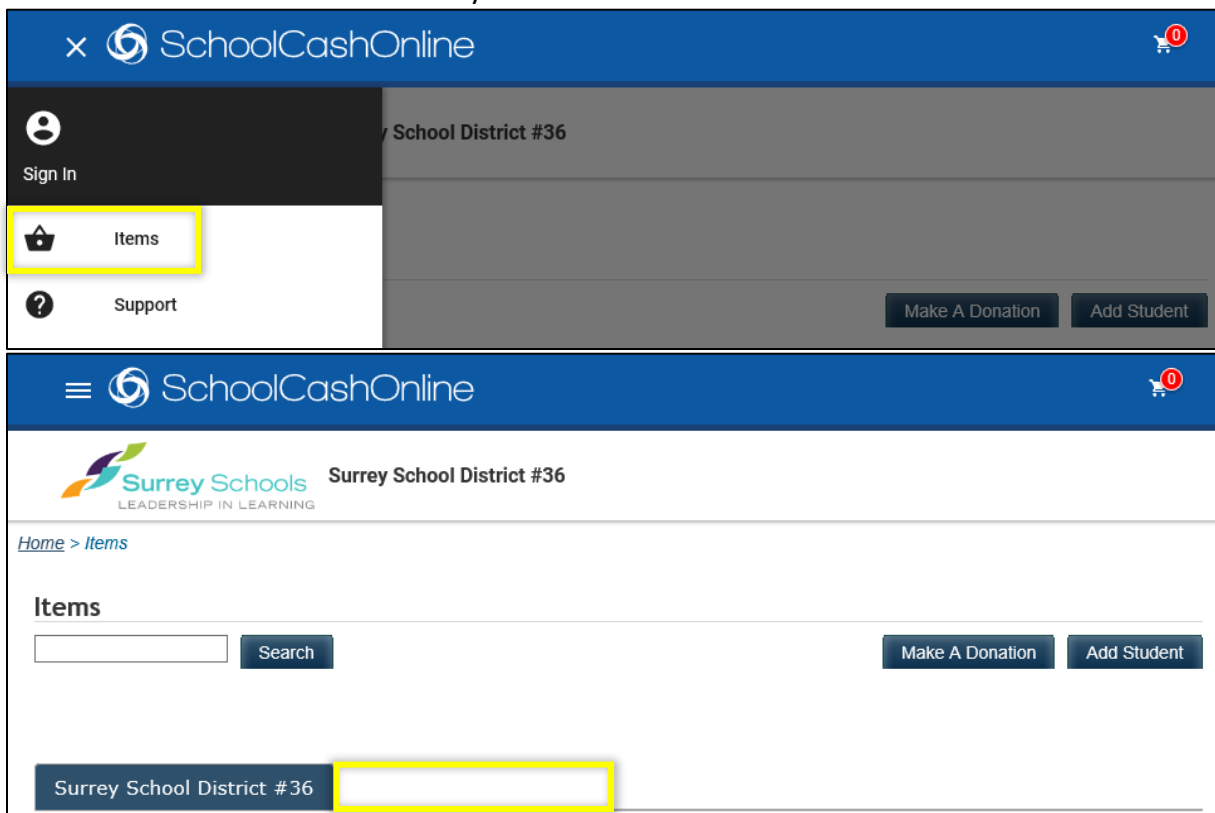 SchoolCashOnline 0
School District #36
Sign In
Items
Support
Make A Donation Add Student
SchoolCashOnline 0
Surrey Schools
LEADERSHIP IN LEARNING
Surrey School District #36
Home > Items
Items
Search Make A Donation Add Student
Surrey School District #36